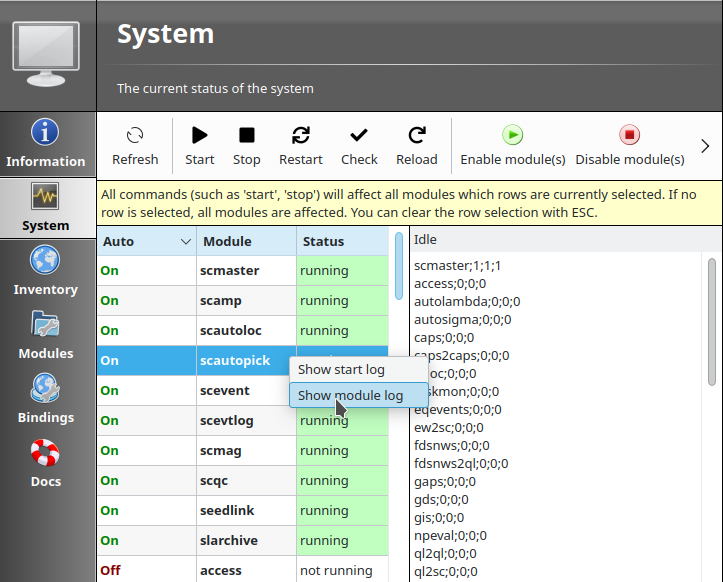 System
The current status of the system
Information
System
Inventory
Modules
Bindings
Docs
Refresh
Start
Stop
Restart
Check
Reload
Enable module(s)
Disable module(s)
All commands (such as 'start', 'stop') will affect all modules which rows are currently selected. If no
row is selected, all modules are affected. You can clear the row selection with ESC.
Auto Module Status
On scmaster running
On scamp running
On scautoloc running
On scautopick
On scevent
On scevtlog running
On scmag running
On scqc running
On seedlink running
On slarchive running
Off access not running
Show start log
Show module log
Idle
scmaster;1;1;1
access;0;0;0
autolambda;0;0;0
autosigma;0;0;0
caps;0;0;0
caps2caps;0;0;0
oc;0;0;0
skmon;0;0;0
eqevents;0;0;0
ew2sc;0;0;0
fdsnws;0;0;0
fdsnws2ql;0;0;0
gaps;0;0;0
gds;0;0;0
gis;0;0;0
npeval;0;0;0
ql2ql;0;0;0
ql2sc;0;0;0